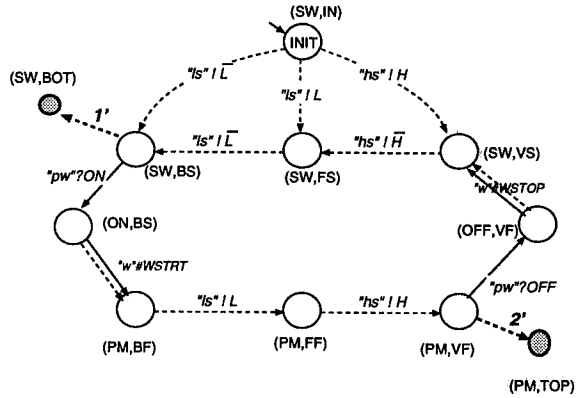 (SW,IN)
INIT
"ls" ! L̅
"hs" ! H
(SW,BOT)
"ls" ! L
1'
"ls" ! L̅
"hs" ! H̅
(SW,BS)
(SW,FS)
(SW,VS)
"pw"?ON
"w"#WSTOP
(ON,BS)
(OFF,VF)
"w"#WSTRT
"pw"?OFF
"ls" ! L
"hs" ! H
2'
(PM,BF)
(PM,FF)
(PM,VF)
(PM,TOP)